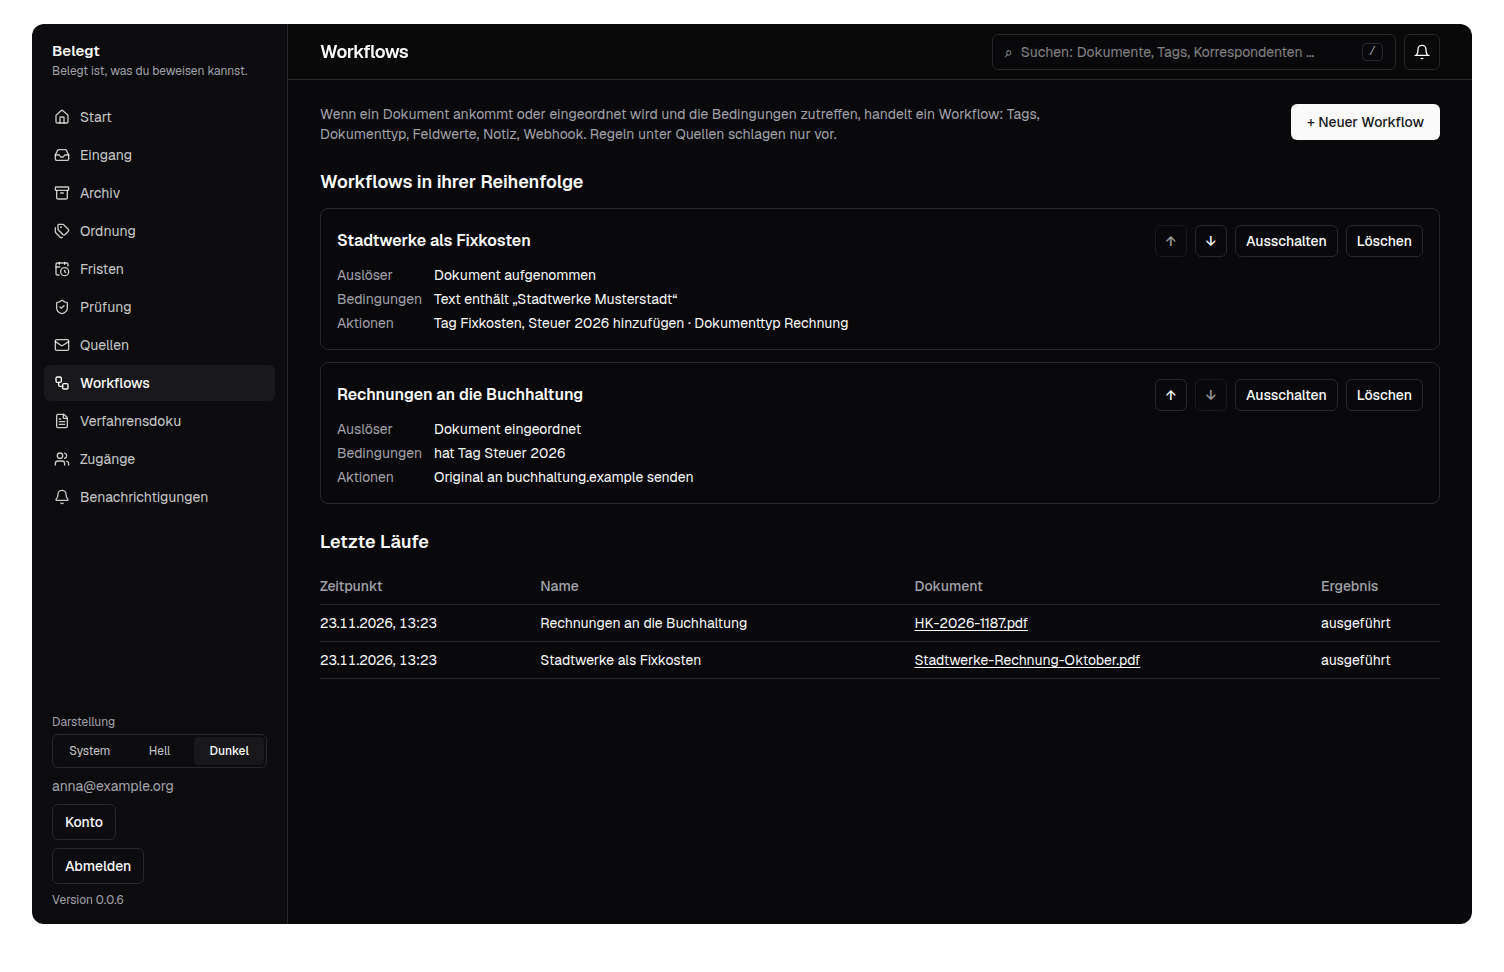 Belegt
Belegt ist, was du beweisen kannst.
Start
Eingang
Archiv
Ordnung
Fristen
Prüfung
Quellen
Workflows
Verfahrensdoku
Zugänge
Benachrichtigungen
Darstellung
System Hell Dunkel
anna@example.org
Konto
Abmelden
Version 0.0.6
Workflows
Suchen: Dokumente, Tags, Korrespondenten ... /
Wenn ein Dokument ankommt oder eingeordnet wird und die Bedingungen zutreffen, handelt ein Workflow: Tags,
Dokumenttyp, Feldwerte, Notiz, Webhook. Regeln unter Quellen schlagen nur vor.
+ Neuer Workflow
Workflows in ihrer Reihenfolge
Stadtwerke als Fixkosten ↑ ↓ Ausschalten Löschen
Auslöser Dokument aufgenommen
Bedingungen Text enthält „Stadtwerke Musterstadt“
Aktionen Tag Fixkosten, Steuer 2026 hinzufügen · Dokumenttyp Rechnung
Rechnungen an die Buchhaltung ↑ ↓ Ausschalten Löschen
Auslöser Dokument eingeordnet
Bedingungen hat Tag Steuer 2026
Aktionen Original an buchhaltung.example senden
Letzte Läufe
Zeitpunkt Name Dokument Ergebnis
23.11.2026, 13:23 Rechnungen an die Buchhaltung HK-2026-1187.pdf ausgeführt
23.11.2026, 13:23 Stadtwerke als Fixkosten Stadtwerke-Rechnung-Oktober.pdf ausgeführt